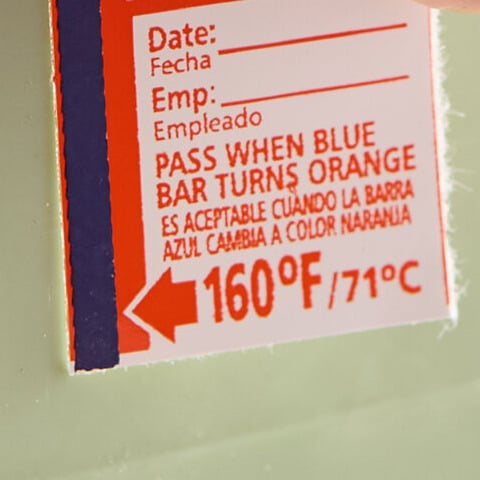 Date:
Fecha
Emp:
Empleado
PASS WHEN BLUE
BAR TURNS ORANGE
ES ACEPTABLE CUANDO LA BARRA
AZUL CAMBIA A COLOR NARANJA
160°F/71°C